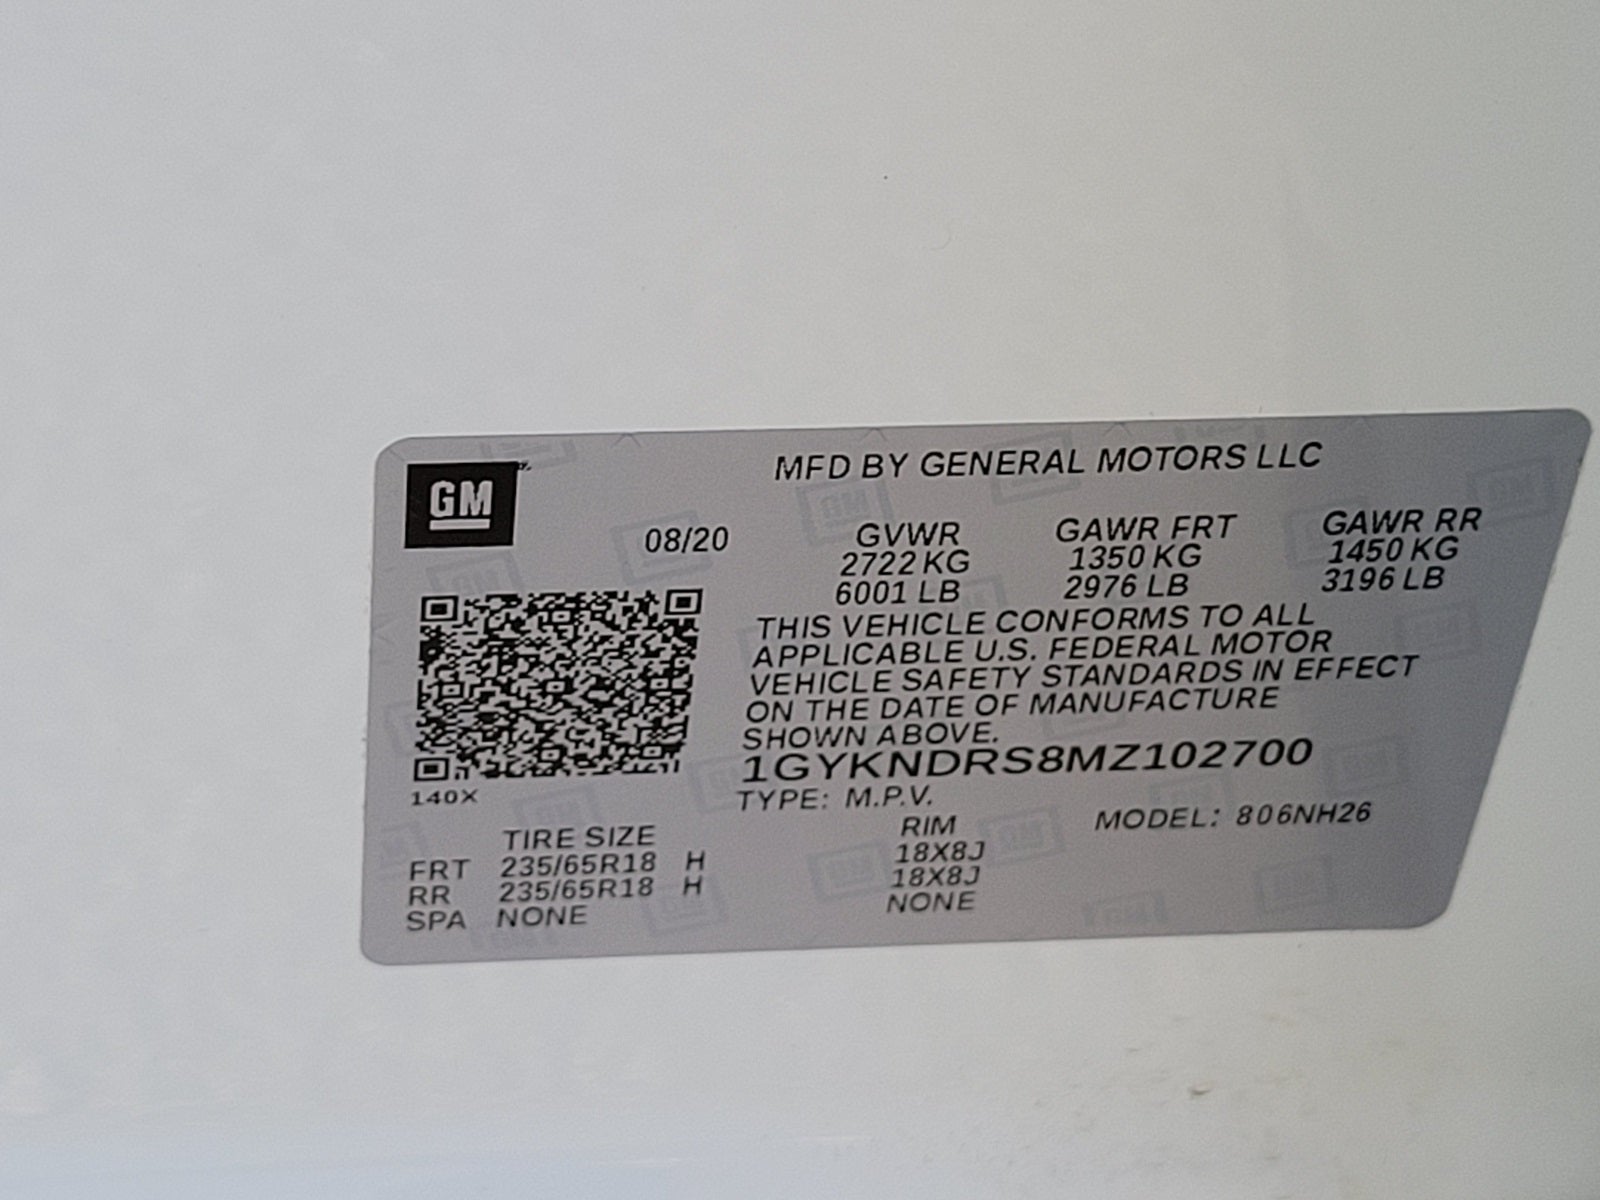 GM
MFD BY GENERAL MOTORS LLC
08/20 GVWR GAWR FRT GAWR RR
2722 KG 1350 KG 1450 KG
6001 LB 2976 LB 3196 LB
THIS VEHICLE CONFORMS TO ALL
APPLICABLE U.S. FEDERAL MOTOR
VEHICLE SAFETY STANDARDS IN EFFECT
ON THE DATE OF MANUFACTURE
SHOWN ABOVE.
1GYKNDRS8MZ102700
140X
TYPE: M.P.V. MODEL: 806NH26
TIRE SIZE RIM
FRT 235/65R18 H 18X8J
RR 235/65R18 H 18X8J
SPA NONE NONE